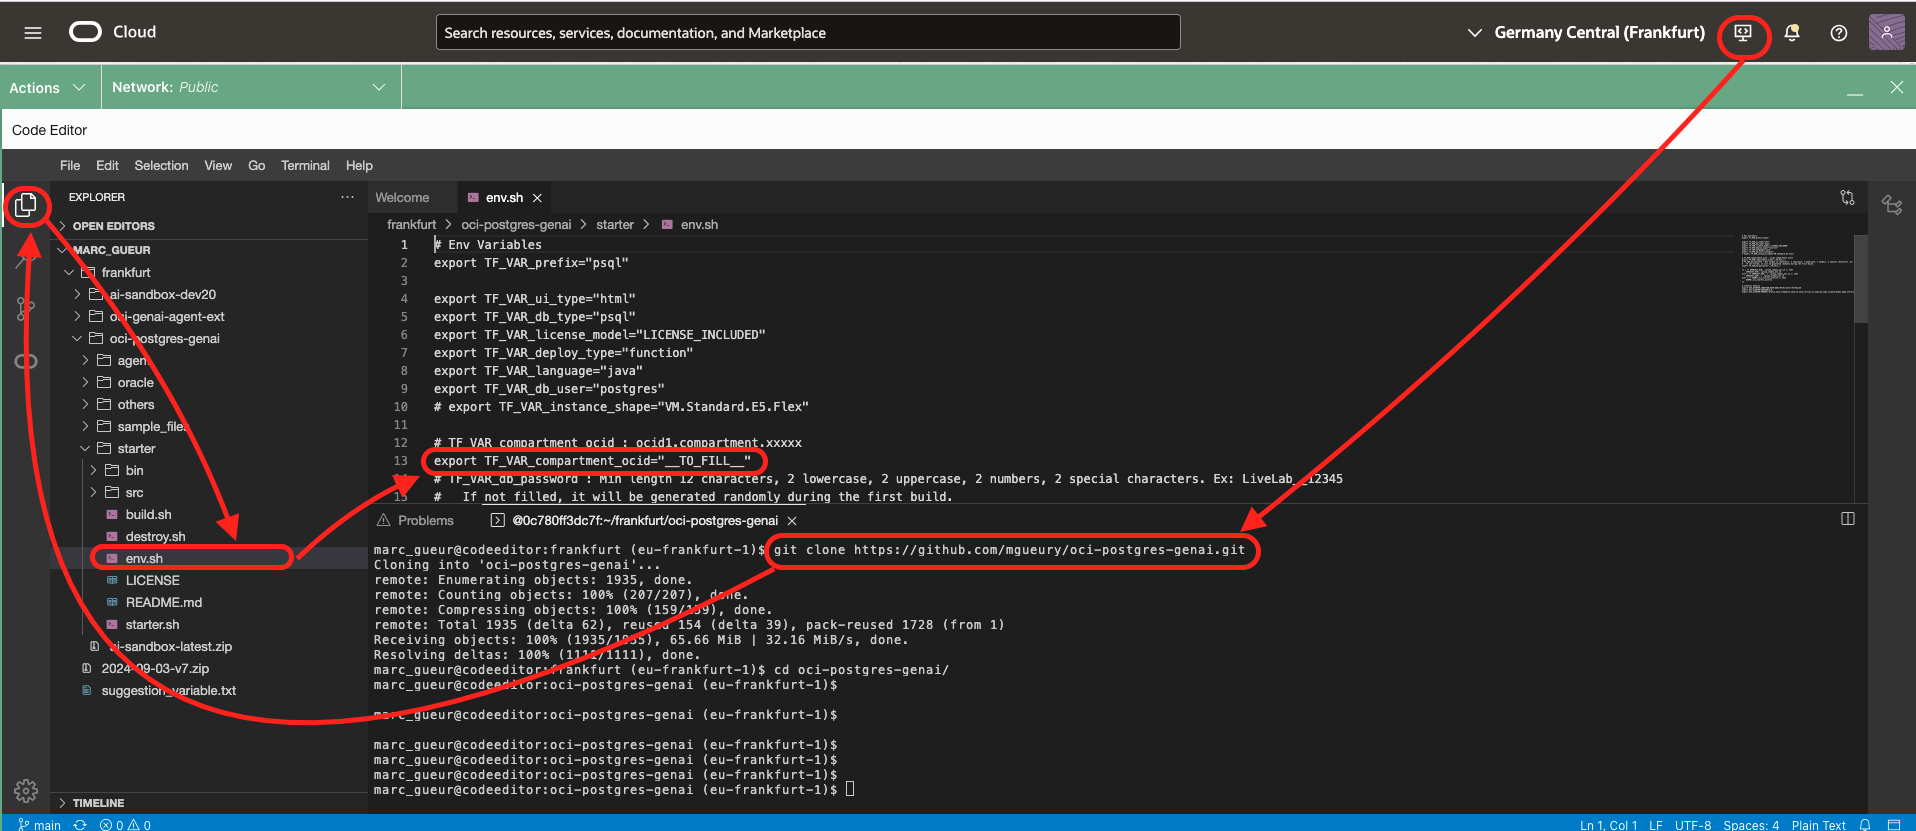 Cloud
Search resources, services, documentation, and Marketplace
Germany Central (Frankfurt)
Actions
Network: Public
Code Editor
File Edit Selection View Go Terminal Help
EXPLORER
OPEN EDITORS
MARC_GUEUR
frankfurt
ai-sandbox-dev20
oci-genai-agent-ext
oci-postgres-genai
agent
oracle
others
sample_files
starter
bin
src
build.sh
destroy.sh
env.sh
LICENSE
README.md
starter.sh
ai-sandbox-latest.zip
2024-09-03-v7.zip
suggestion_variable.txt
TIMELINE
Welcome
env.sh
frankfurt > oci-postgres-genai > starter > env.sh
1 # Env Variables
2 export TF_VAR_prefix="psql"
3
4 export TF_VAR_ui_type="html"
5 export TF_VAR_db_type="psql"
6 export TF_VAR_license_model="LICENSE_INCLUDED"
7 export TF_VAR_deploy_type="function"
8 export TF_VAR_language="java"
9 export TF_VAR_db_user="postgres"
10 # export TF_VAR_instance_shape="VM.Standard.E5.Flex"
11
12 # TF_VAR_compartment_ocid : ocid1.compartment.xxxxx
13 export TF_VAR_compartment_ocid="__TO_FILL__"
14 # TF_VAR_db_password : Min length 12 characters, 2 lowercase, 2 uppercase, 2 numbers, 2 special characters. Ex: LiveLab__12345
15 #   If not filled, it will be generated randomly during the first build.
Problems
@0c780ff3dc7f:~/frankfurt/oci-postgres-genai
marc_gueur@codeeditor:frankfurt (eu-frankfurt-1)$ git clone https://github.com/mgueury/oci-postgres-genai.git
Cloning into 'oci-postgres-genai'...
remote: Enumerating objects: 1935, done.
remote: Counting objects: 100% (207/207), done.
remote: Compressing objects: 100% (159/159), done.
remote: Total 1935 (delta 62), reused 154 (delta 39), pack-reused 1728 (from 1)
Receiving objects: 100% (1935/1935), 65.66 MiB | 32.16 MiB/s, done.
Resolving deltas: 100% (1111/1111), done.
marc_gueur@codeeditor:frankfurt (eu-frankfurt-1)$ cd oci-postgres-genai/
marc_gueur@codeeditor:oci-postgres-genai (eu-frankfurt-1)$
marc_gueur@codeeditor:oci-postgres-genai (eu-frankfurt-1)$
marc_gueur@codeeditor:oci-postgres-genai (eu-frankfurt-1)$
marc_gueur@codeeditor:oci-postgres-genai (eu-frankfurt-1)$
marc_gueur@codeeditor:oci-postgres-genai (eu-frankfurt-1)$
marc_gueur@codeeditor:oci-postgres-genai (eu-frankfurt-1)$
main 0 0
Ln 1, Col 1 LF UTF-8 Spaces: 4 Plain Text